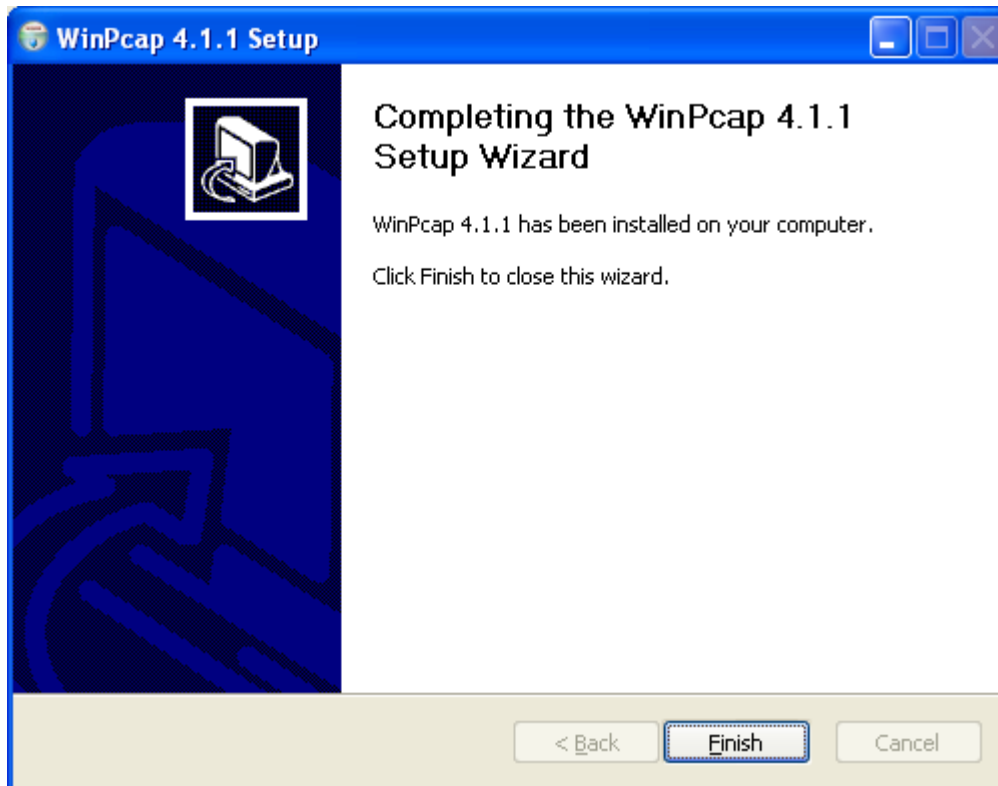 WinPcap 4.1.1 Setup
Completing the WinPcap 4.1.1
Setup Wizard
WinPcap 4.1.1 has been installed on your computer.
Click Finish to close this wizard.
< Back
Finish
Cancel